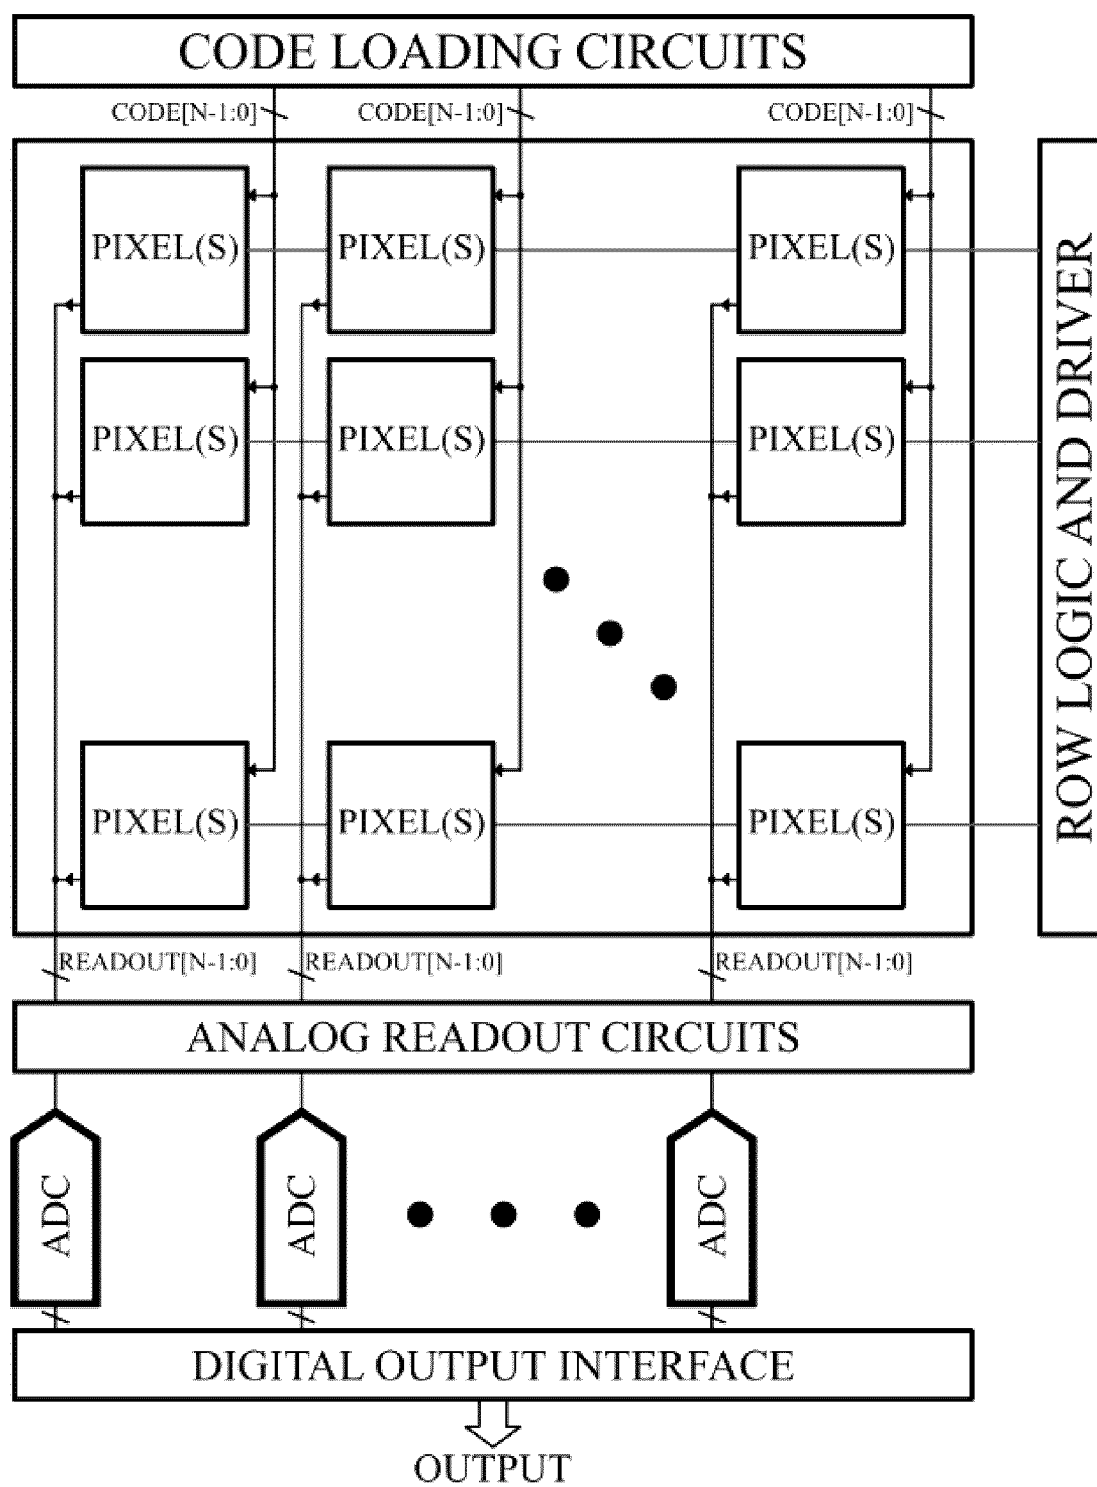 CODE LOADING CIRCUITS
CODE[N-1:0] CODE[N-1:0] CODE[N-1:0]
PIXEL(S) PIXEL(S) PIXEL(S)
PIXEL(S) PIXEL(S) PIXEL(S)
PIXEL(S) PIXEL(S) PIXEL(S)
ROW LOGIC AND DRIVER
READOUT[N-1:0] READOUT[N-1:0] READOUT[N-1:0]
ANALOG READOUT CIRCUITS
ADC ADC ADC
DIGITAL OUTPUT INTERFACE
OUTPUT